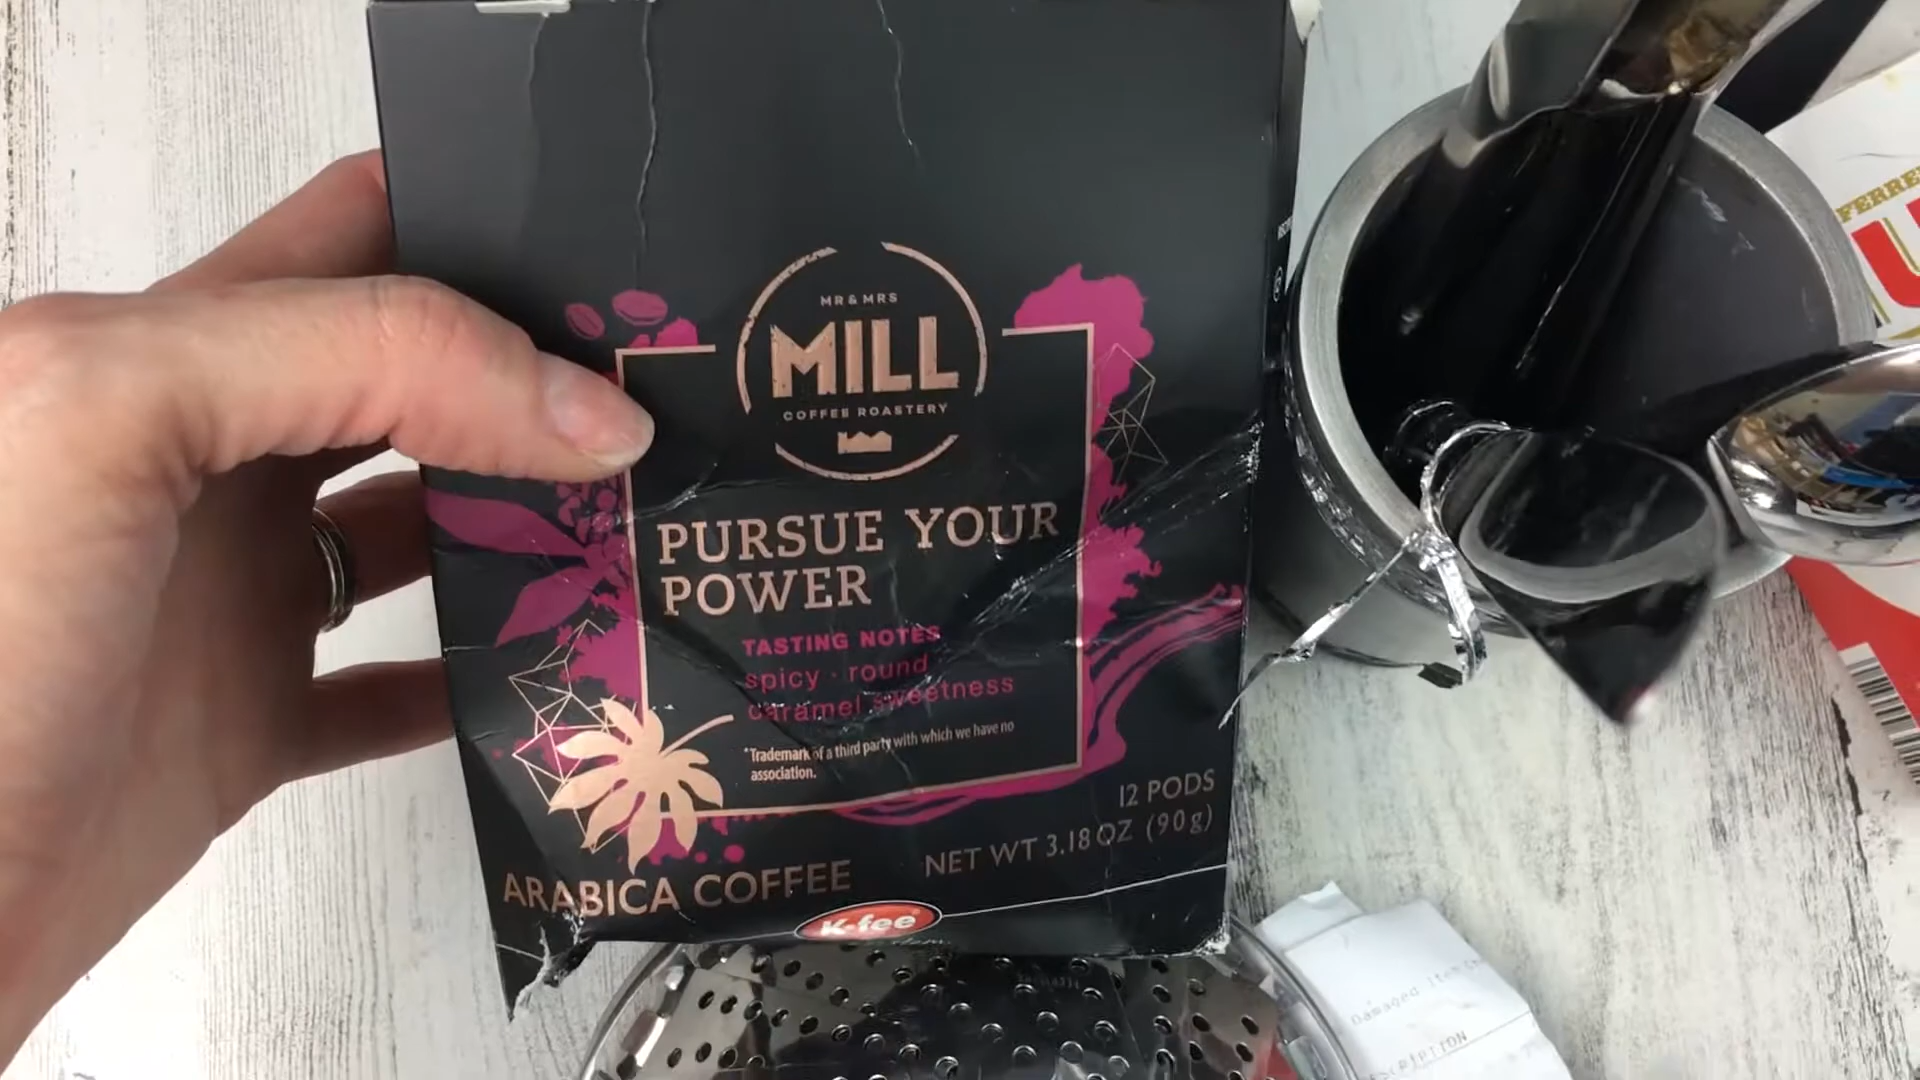 MR & MRS
MILL
COFFEE ROASTERY
PURSUE YOUR
POWER
TASTING NOTES
spicy · round
caramel sweetness
*Trademark of a third party with which we have no
association.
12 PODS
NET WT 3.18 OZ (90g)
ARABICA COFFEE
K-fee®
FERRE
U
Damaged Item